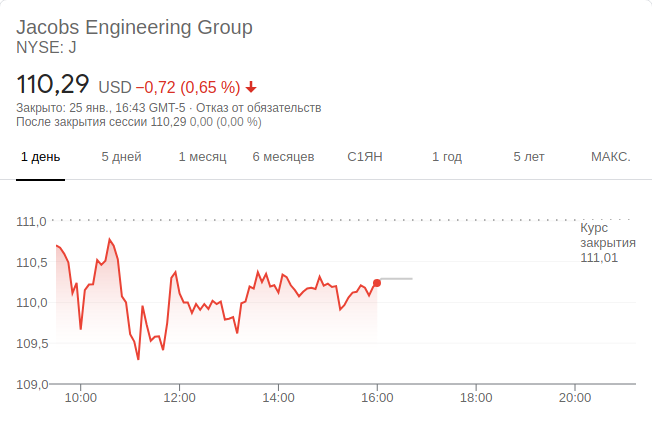 Jacobs Engineering Group
NYSE: J
110,29 USD −0,72 (0,65 %)
Закрыто: 25 янв., 16:43 GMT-5 · Отказ от обязательств
После закрытия сессии 110,29 0,00 (0,00 %)
1 день 5 дней 1 месяц 6 месяцев С1ЯН 1 год 5 лет МАКС.
111,0
Курс
закрытия
111,01
110,5
110,0
109,5
109,0
10:00 12:00 14:00 16:00 18:00 20:00